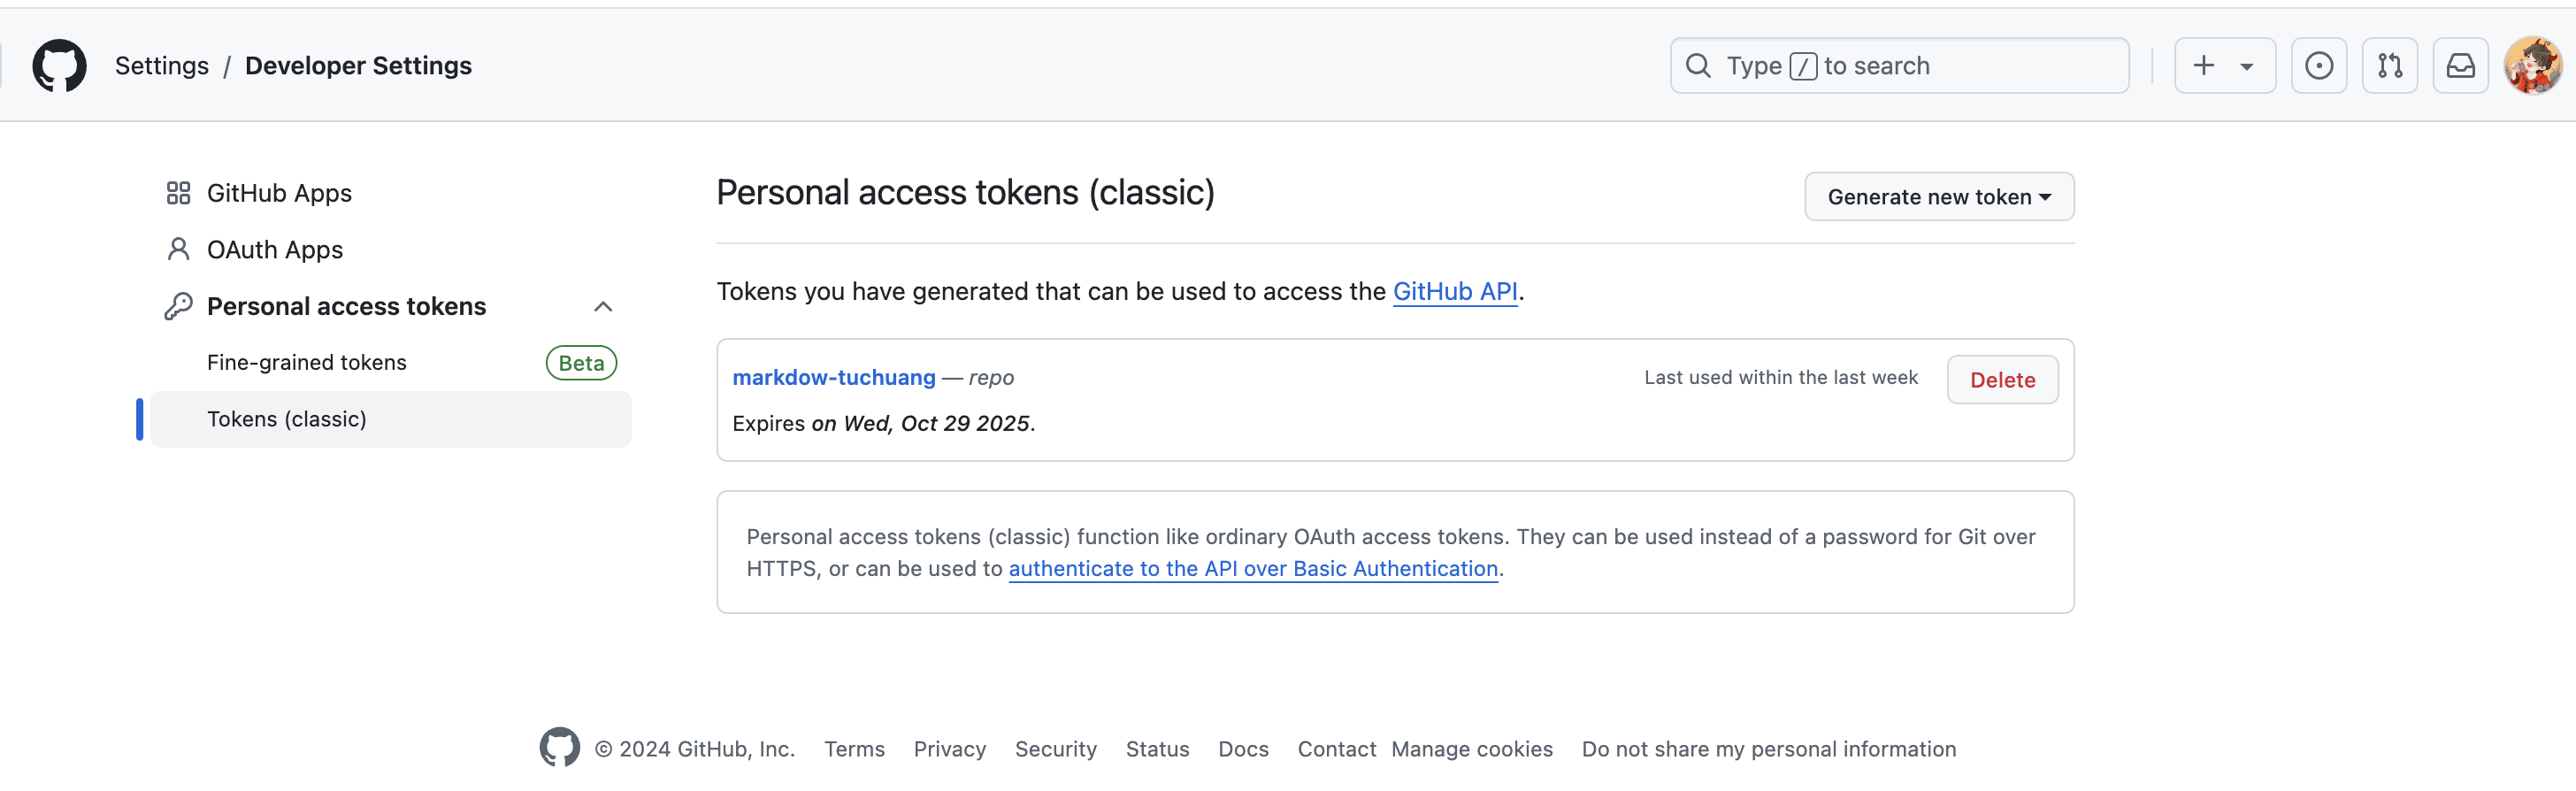 Settings / Developer Settings
Type / to search
GitHub Apps
OAuth Apps
Personal access tokens
Fine-grained tokens Beta
Tokens (classic)
Personal access tokens (classic)
Generate new token
Tokens you have generated that can be used to access the GitHub API.
markdow-tuchuang — repo
Last used within the last week
Delete
Expires on Wed, Oct 29 2025.
Personal access tokens (classic) function like ordinary OAuth access tokens. They can be used instead of a password for Git over
HTTPS, or can be used to authenticate to the API over Basic Authentication.
© 2024 GitHub, Inc. Terms Privacy Security Status Docs Contact Manage cookies Do not share my personal information